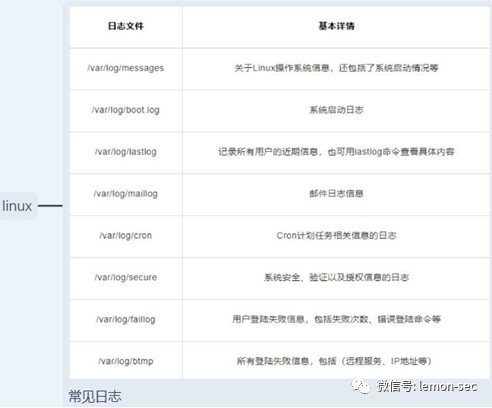 日志文件 基本详情
/var/log/messages 关于Linux操作系统信息，还包括了系统启动情况等
/var/log/boot.log 系统启动日志
/var/log/lastlog 记录所有用户的近期信息，也可用lastlog命令查看具体内容
/var/log/maillog 邮件日志信息
linux
/var/log/cron Cron计划任务相关信息的日志
/var/log/secure 系统安全、验证以及授权信息的日志
/var/log/faillog 用户登陆失败信息，包括失败次数、错误登陆命令等
/var/log/btmp 所有登陆失败信息，包括（远程服务、IP地址等）
微信号: lemon-sec
常见日志